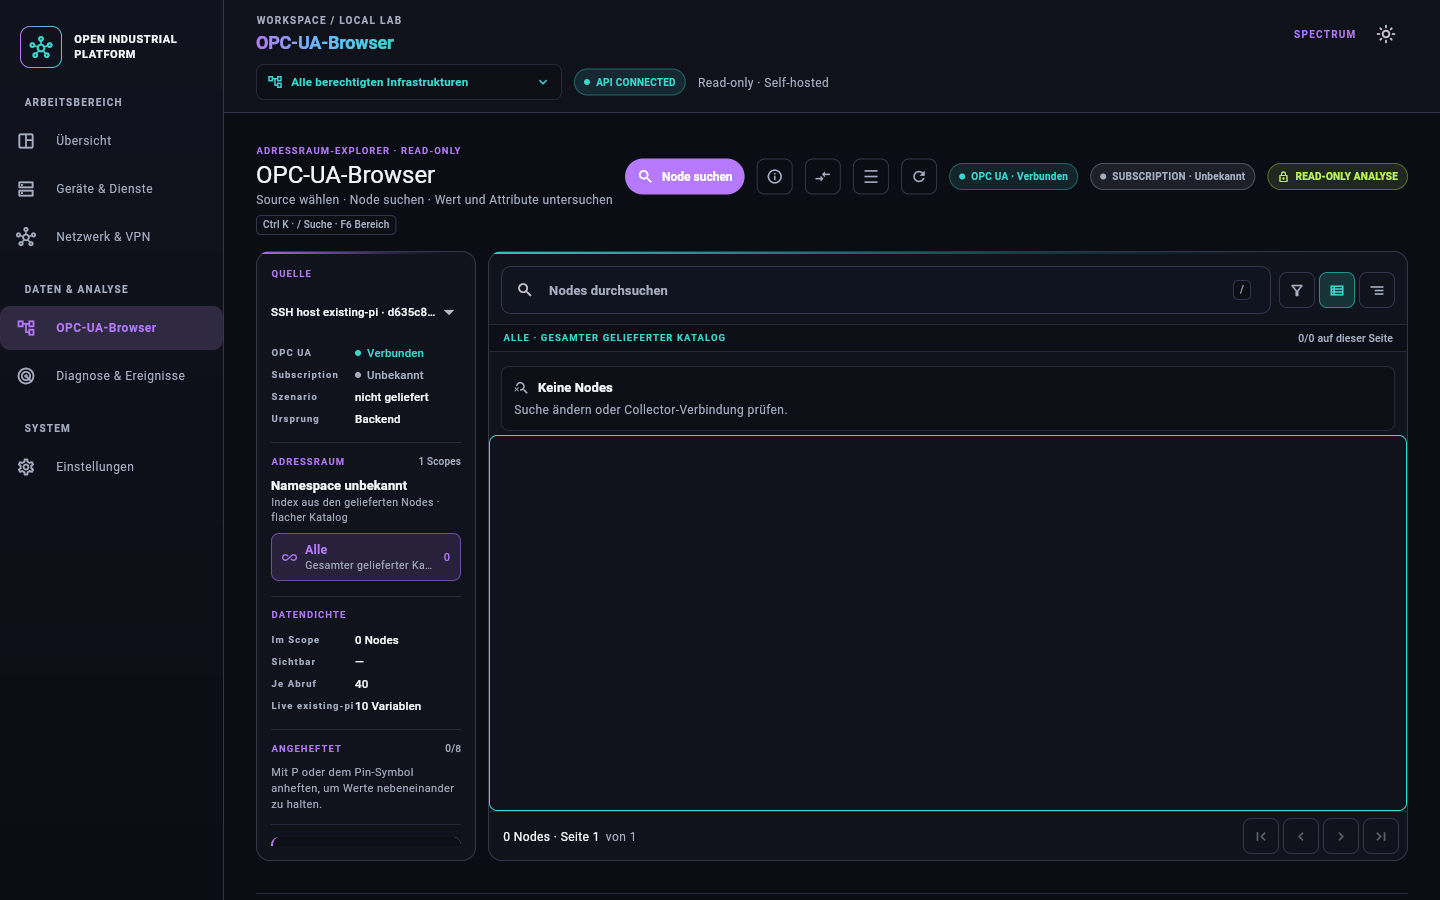 OPEN INDUSTRIAL
PLATFORM
ARBEITSBEREICH
Übersicht
Geräte & Dienste
Netzwerk & VPN
DATEN & ANALYSE
OPC-UA-Browser
Diagnose & Ereignisse
SYSTEM
Einstellungen
WORKSPACE / LOCAL LAB
OPC-UA-Browser
SPECTRUM
Alle berechtigten Infrastrukturen
API CONNECTED
Read-only · Self-hosted
ADRESSRAUM-EXPLORER · READ-ONLY
OPC-UA-Browser
Source wählen · Node suchen · Wert und Attribute untersuchen
Ctrl K · / Suche · F6 Bereich
Node suchen
OPC UA · Verbunden
SUBSCRIPTION · Unbekannt
READ-ONLY ANALYSE
QUELLE
SSH host existing-pi · d635c8...
OPC UA Verbunden
Subscription Unbekannt
Szenario nicht geliefert
Ursprung Backend
ADRESSRAUM 1 Scopes
Namespace unbekannt
Index aus den gelieferten Nodes ·
flacher Katalog
Alle 0
Gesamter gelieferter Ka...
DATENDICHTE
Im Scope 0 Nodes
Sichtbar —
Je Abruf 40
Live existing-pi 10 Variablen
ANGEHEFTET 0/8
Mit P oder dem Pin-Symbol
anheften, um Werte nebeneinander
zu halten.
Nodes durchsuchen /
ALLE · GESAMTER GELIEFERTER KATALOG 0/0 auf dieser Seite
Keine Nodes
Suche ändern oder Collector-Verbindung prüfen.
0 Nodes · Seite 1 von 1